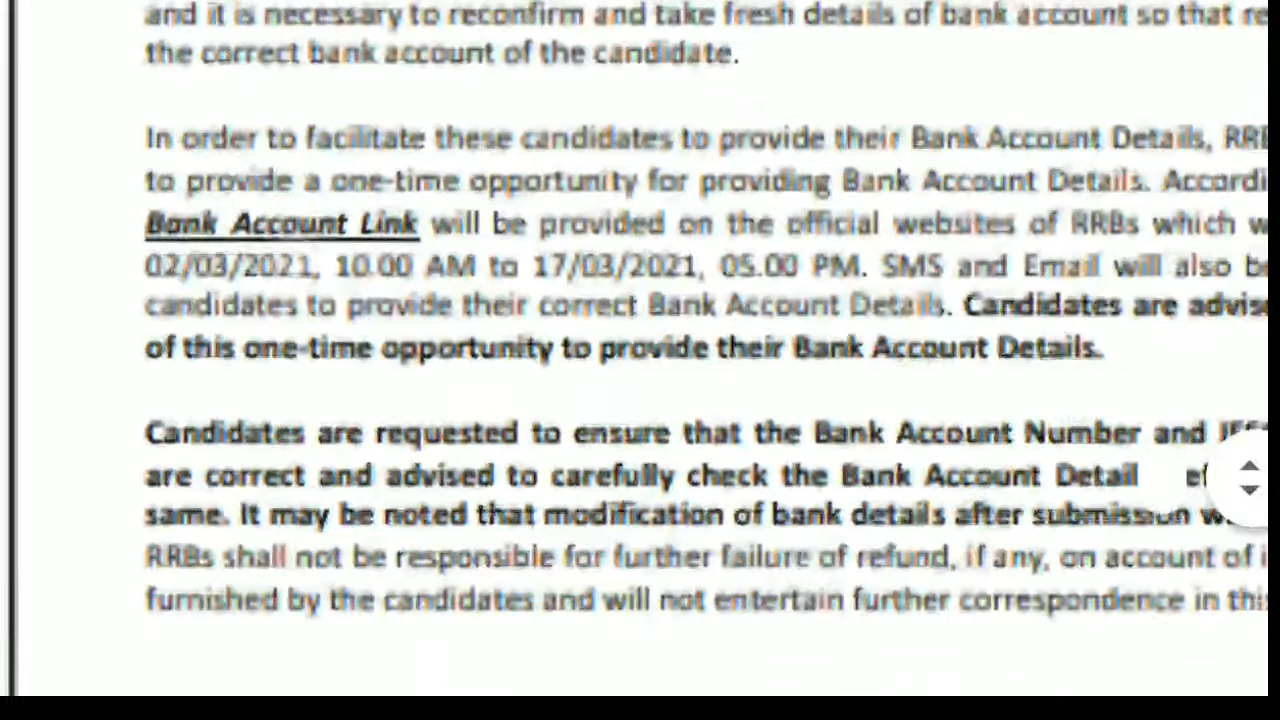 and it is necessary to reconfirm and take fresh details of bank account so that re
the correct bank account of the candidate.
In order to facilitate these candidates to provide their Bank Account Details, RRB
to provide a one-time opportunity for providing Bank Account Details. Accordi
Bank Account Link will be provided on the official websites of RRBs which w
02/03/2021, 10.00 AM to 17/03/2021, 05.00 PM. SMS and Email will also be
candidates to provide their correct Bank Account Details. Candidates are advise
of this one-time opportunity to provide their Bank Account Details.
Candidates are requested to ensure that the Bank Account Number and
are correct and advised to carefully check the Bank Account Detail
same. It may be noted that modification of bank details after submission w
RRBs shall not be responsible for further failure of refund, if any, on account of i
furnished by the candidates and will not entertain further correspondence in this